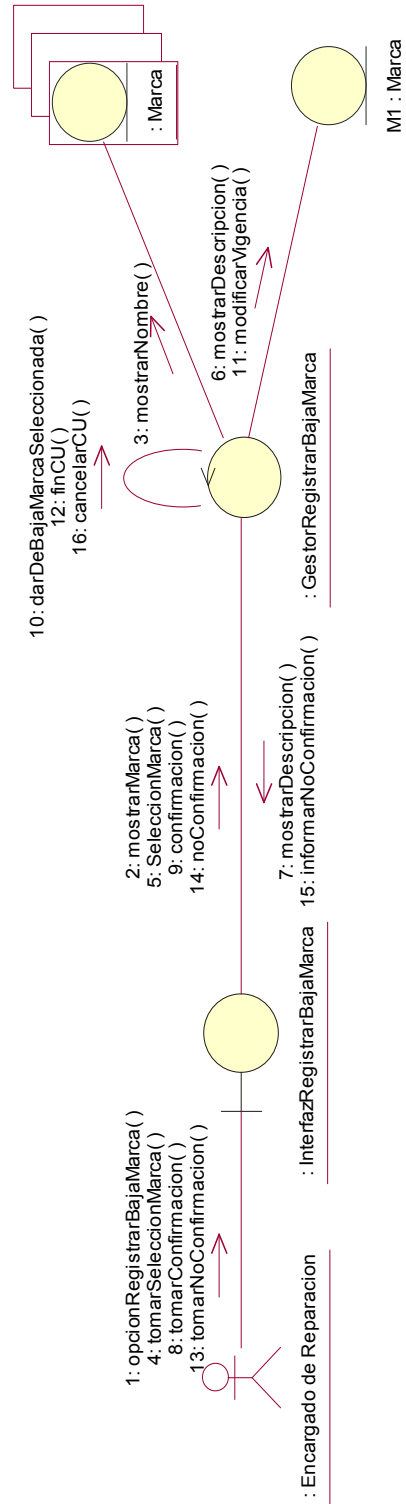 1: opcionRegistrarBajaMarca( )
4: tomarSeleccionMarca( )
8: tomarConfirmacion( )
13: tomarNoConfirmacion( )
: Encargado de Reparacion
2: mostrarMarca( )
5: SeleccionMarca( )
9: confirmacion( )
14: noConfirmacion( )
7: mostrarDescripcion( )
15: informarNoConfirmacion( )
: InterfazRegistrarBajaMarca
10: darDeBajaMarcaSeleccionada( )
12: finCU( )
16: cancelarCU( )
: GestorRegistrarBajaMarca
3: mostrarNombre( )
: Marca
6: mostrarDescripcion( )
11: modificarVigencia( )
M1 : Marca